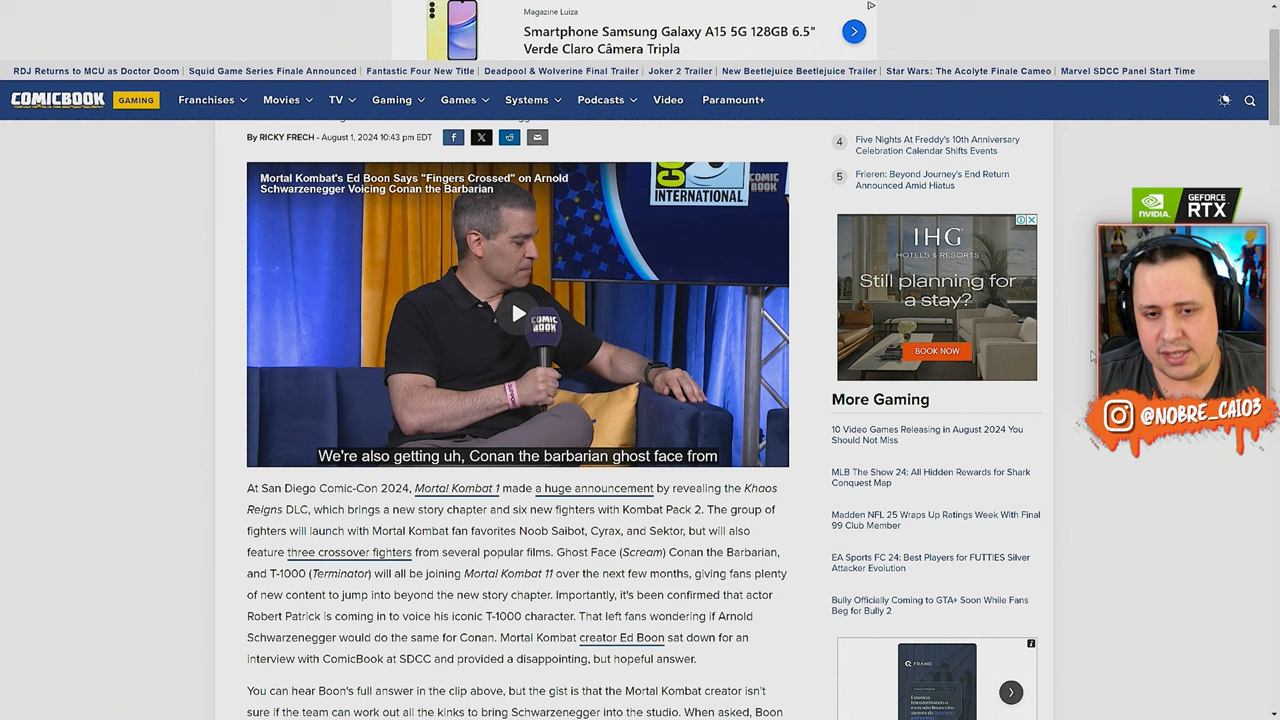 Magazine Luiza
Smartphone Samsung Galaxy A15 5G 128GB 6.5"
Verde Claro Câmera Tripla
RDJ Returns to MCU as Doctor Doom | Squid Game Series Finale Announced | Fantastic Four New Title | Deadpool & Wolverine Final Trailer | Joker 2 Trailer | New Beetlejuice Beetlejuice Trailer | Star Wars: The Acolyte Finale Cameo | Marvel SDCC Panel Start Time
COMICBOOK GAMING Franchises Movies TV Gaming Games Systems Podcasts Video Paramount+
By RICKY FRECH - August 1, 2024 10:43 pm EDT
Mortal Kombat's Ed Boon Says "Fingers Crossed" on Arnold
Schwarzenegger Voicing Conan the Barbarian
INTERNATIONAL
COMIC
BOOK
COMIC
BOOK
We're also getting uh, Conan the barbarian ghost face from
At San Diego Comic-Con 2024, Mortal Kombat 1 made a huge announcement by revealing the Khaos
Reigns DLC, which brings a new story chapter and six new fighters with Kombat Pack 2. The group of
fighters will launch with Mortal Kombat fan favorites Noob Saibot, Cyrax, and Sektor, but will also
feature three crossover fighters from several popular films. Ghost Face (Scream) Conan the Barbarian,
and T-1000 (Terminator) will all be joining Mortal Kombat 11 over the next few months, giving fans plenty
of new content to jump into beyond the new story chapter. Importantly, it's been confirmed that actor
Robert Patrick is coming in to voice his iconic T-1000 character. That left fans wondering if Arnold
Schwarzenegger would do the same for Conan. Mortal Kombat creator Ed Boon sat down for an
interview with ComicBook at SDCC and provided a disappointing, but hopeful answer.
You can hear Boon's full answer in the clip above, but the gist is that the Mortal Kombat creator isn't
if the team can work out all the kinks to bring Schwarzenegger into the game. When asked, Boon
4 Five Nights At Freddy's 10th Anniversary
Celebration Calendar Shifts Events
5 Frieren: Beyond Journey's End Return
Announced Amid Hiatus
IHG
HOTELS & RESORTS
Still planning for
a stay?
BOOK NOW
More Gaming
10 Video Games Releasing in August 2024 You
Should Not Miss
MLB The Show 24: All Hidden Rewards for Shark
Conquest Map
Madden NFL 25 Wraps Up Ratings Week With Final
99 Club Member
EA Sports FC 24: Best Players for FUTTIES Silver
Attacker Evolution
Bully Officially Coming to GTA+ Soon While Fans
Beg for Bully 2
FRANQ
NVIDIA.
GEFORCE
RTX
@NOBRE_CAIO3